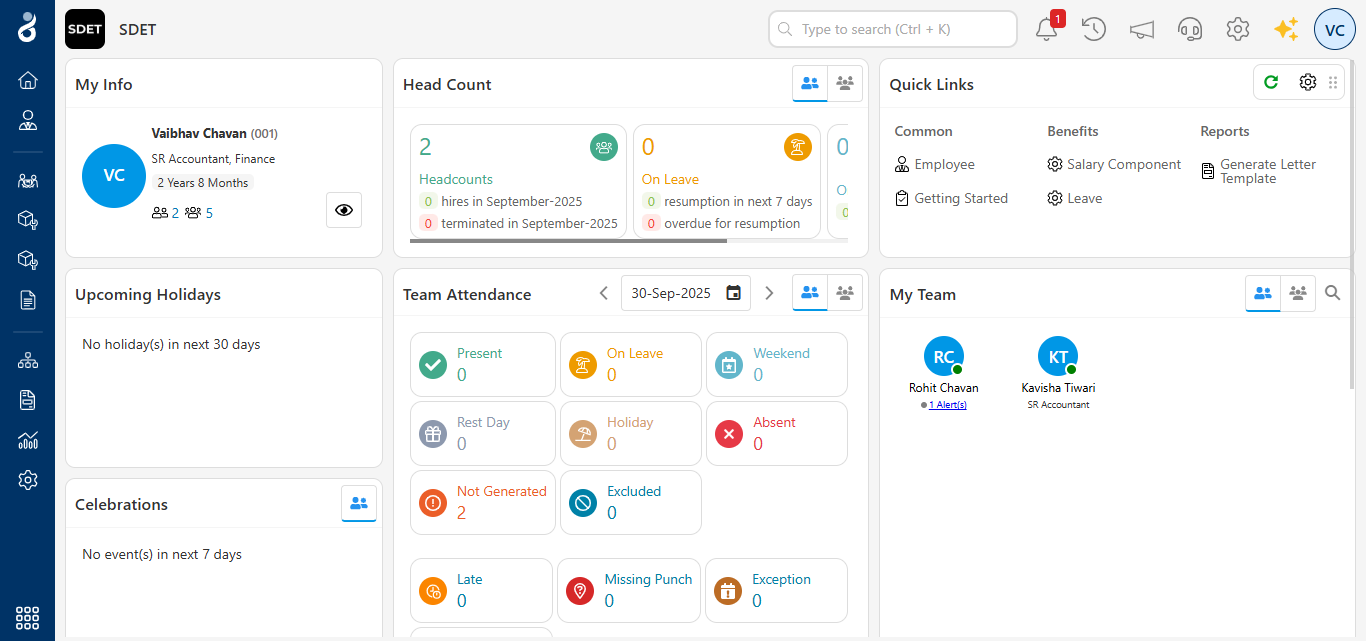 SDET
SDET
Type to search (Ctrl + K)
1
VC
My Info
Vaibhav Chavan (001)
SR Accountant, Finance
2 Years 8 Months
VC
2 5
Head Count
2
Headcounts
0 hires in September-2025
0 terminated in September-2025
0
On Leave
0 resumption in next 7 days
0 overdue for resumption
0
O
0
Quick Links
Common
Employee
Getting Started
Benefits
Salary Component
Leave
Reports
Generate Letter
Template
Upcoming Holidays
No holiday(s) in next 30 days
Celebrations
No event(s) in next 7 days
Team Attendance
30-Sep-2025
Present
0
On Leave
0
Weekend
0
Rest Day
0
Holiday
0
Absent
0
Not Generated
2
Excluded
0
Late
0
Missing Punch
0
Exception
0
My Team
RC
Rohit Chavan
1 Alert(s)
KT
Kavisha Tiwari
SR Accountant